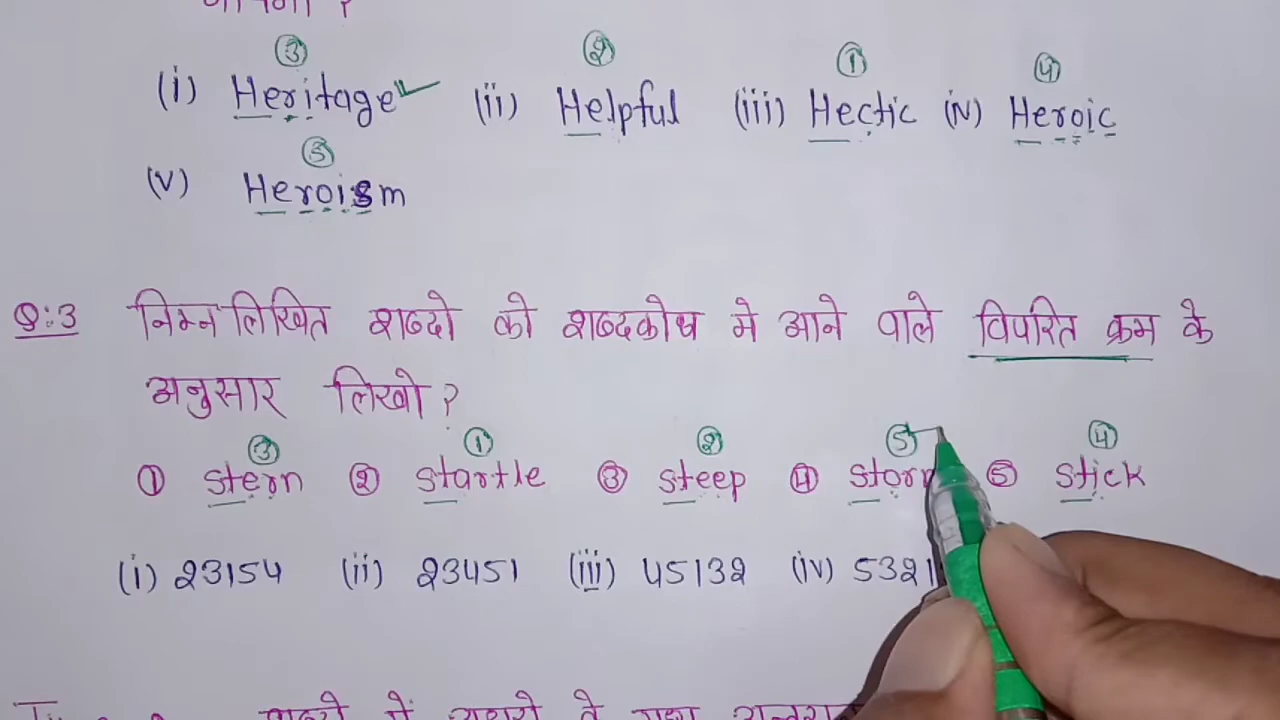 ③ ② ① ④
(i) Heritage (ii) Helpful (iii) Hectic (iv) Heroic
⑤
(v) Heroism
Q:3 निम्नलिखित शब्दो को शब्दकोष मे आने वाले विपरित क्रम के
अनुसार लिखो?
③ ① ② ⑤ ④
① stern ② startle ③ steep ④ ⑤ stick
(i) 23154 (ii) 23451 (iii) 45132 (iv) 5321